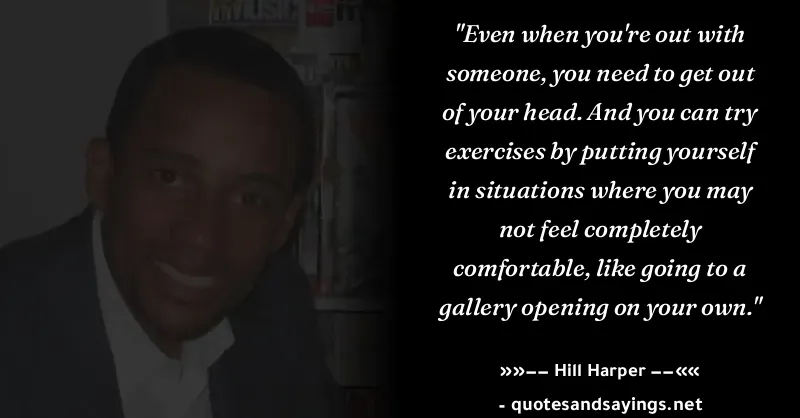 MUSIC
"Even when you're out with
someone, you need to get out
of your head. And you can try
exercises by putting yourself
in situations where you may
not feel completely
comfortable, like going to a
gallery opening on your own."
»»−− Hill Harper −−««
- quotesandsayings.net